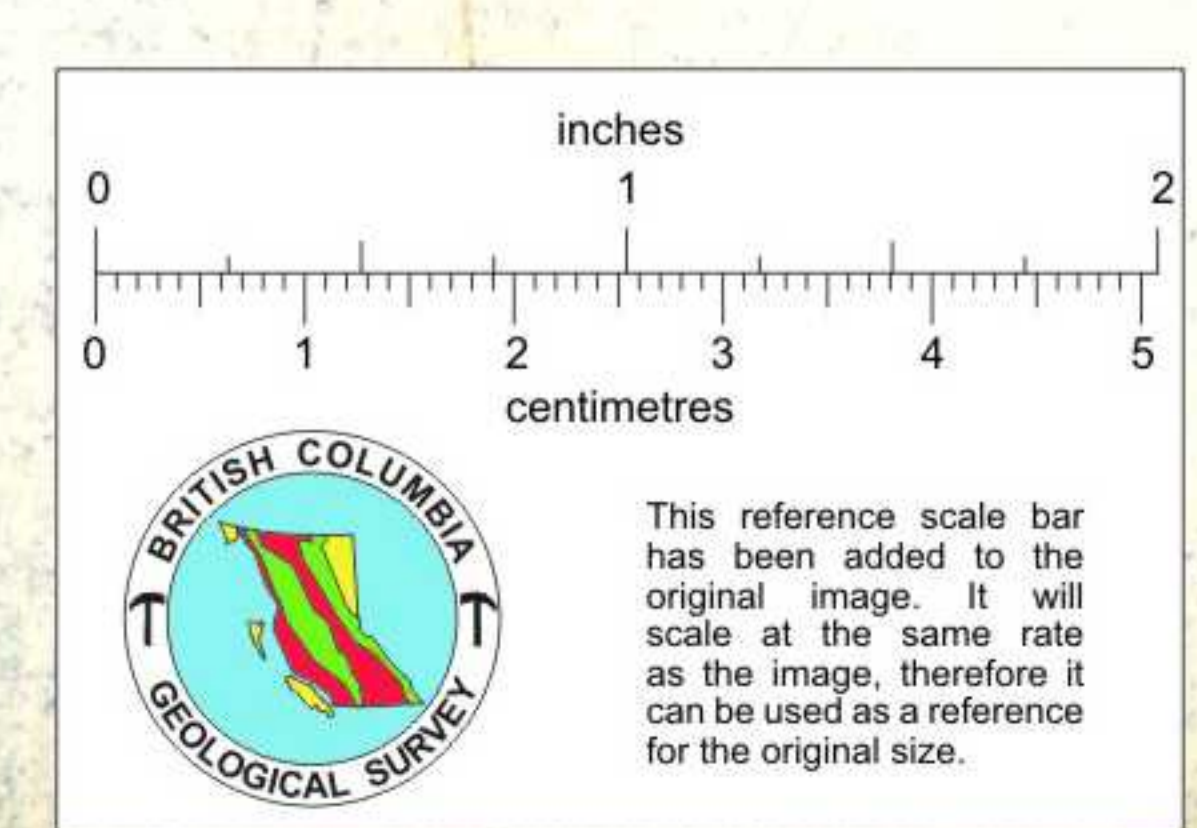 inches
0 1 2
0 1 2 3 4 5
centimetres
BRITISH COLUMBIA
GEOLOGICAL SURVEY
This reference scale bar
has been added to the
original image. It will
scale at the same rate
as the image, therefore it
can be used as a reference
for the original size.